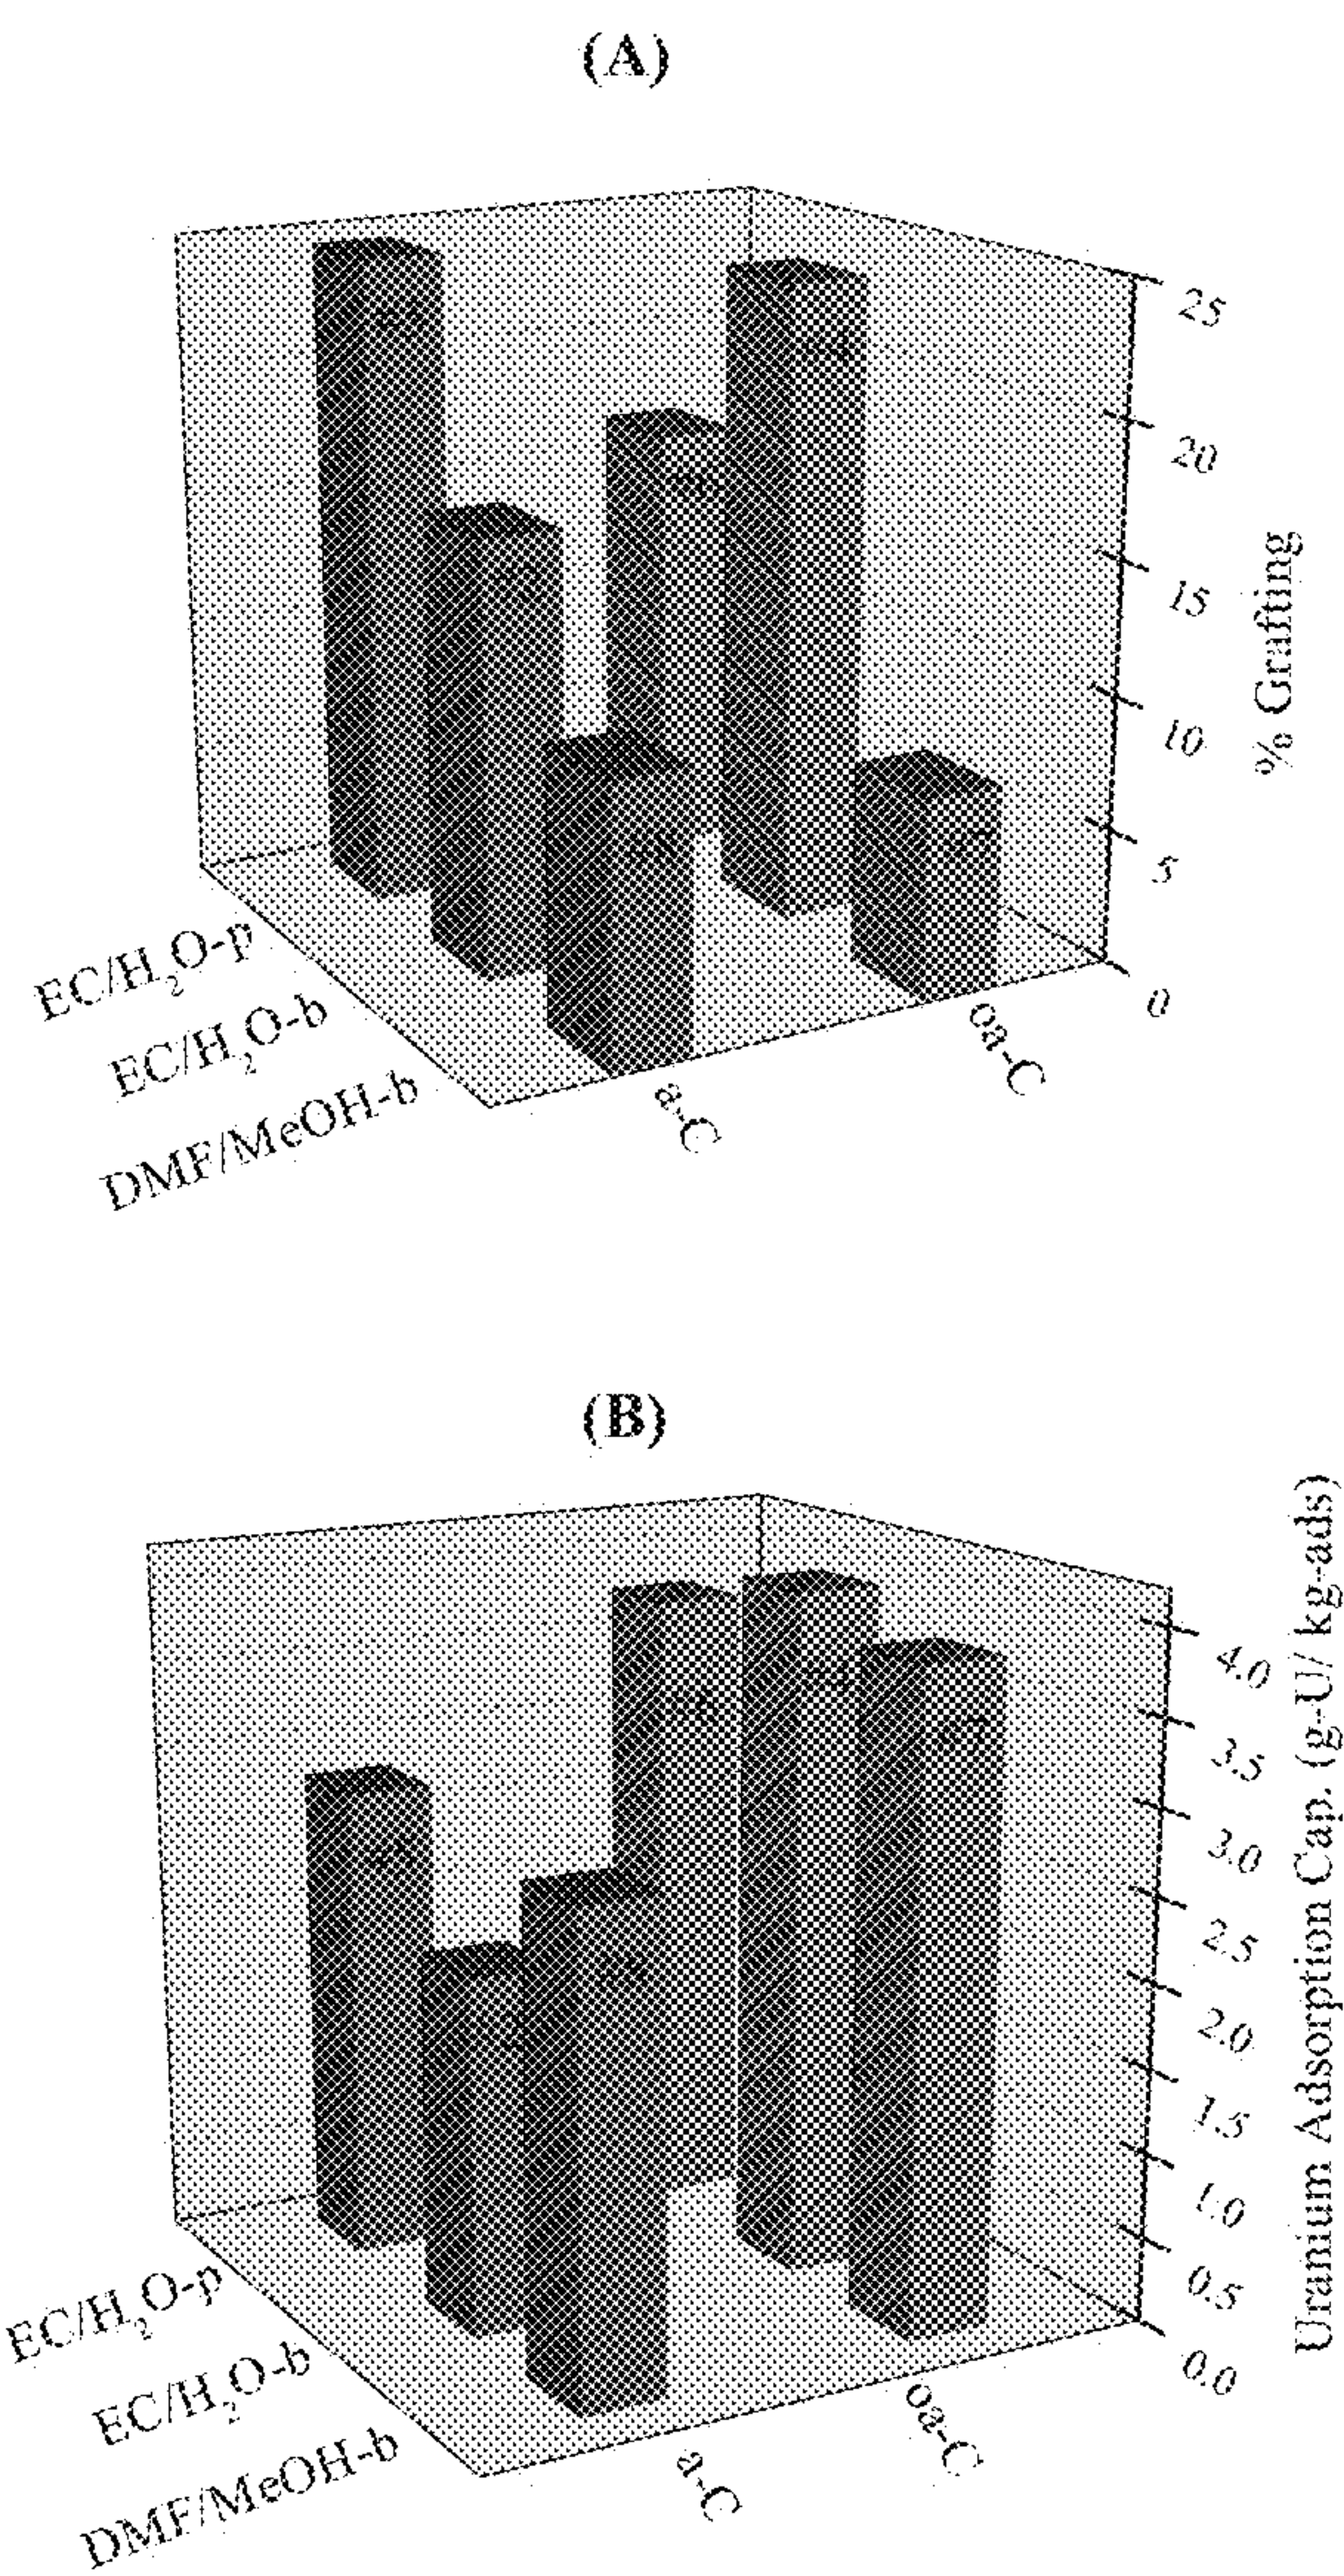 (A)
25
20
15
10
5
0
% Grafting
EC/H₂O-p
EC/H₂O-b
DMF/MeOH-b
a-C
oa-C
(B)
4.0
3.5
3.0
2.5
2.0
1.5
1.0
0.5
0.0
Uranium Adsorption Cap. (g-U/ kg-ads)
EC/H₂O-p
EC/H₂O-b
DMF/MeOH-b
a-C
oa-C